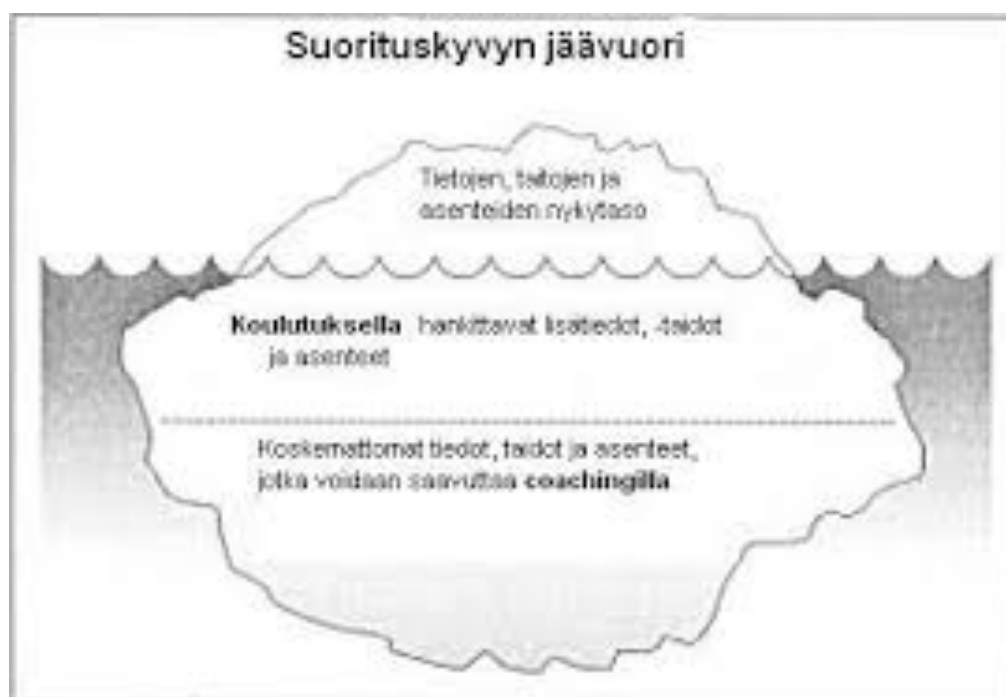 Suorituskyvyn jäävuori
Tietojen, taitojen ja
asenteiden nykytaso
Koulutuksella hankittavat lisätiedot, -taidot
ja asenteet
Koskemattomat tiedot, taidot ja asenteet,
jotka voidaan saavuttaa coachingilla